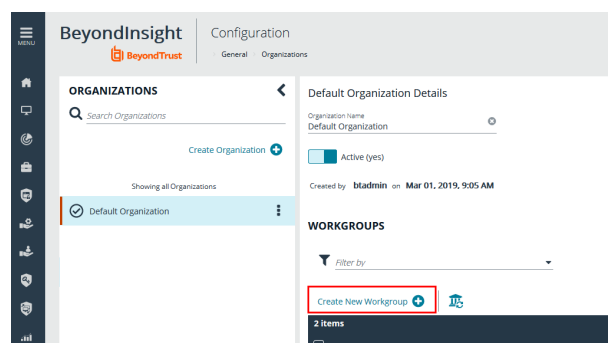 MENU
BeyondInsight
BeyondTrust
Configuration
General Organizations
ORGANIZATIONS
Search Organizations
Create Organization
Showing all Organizations
Default Organization
Default Organization Details
Organization Name
Default Organization
Active (yes)
Created by btadmin on Mar 01, 2019, 9:05 AM
WORKGROUPS
Filter by
Create New Workgroup
2 items